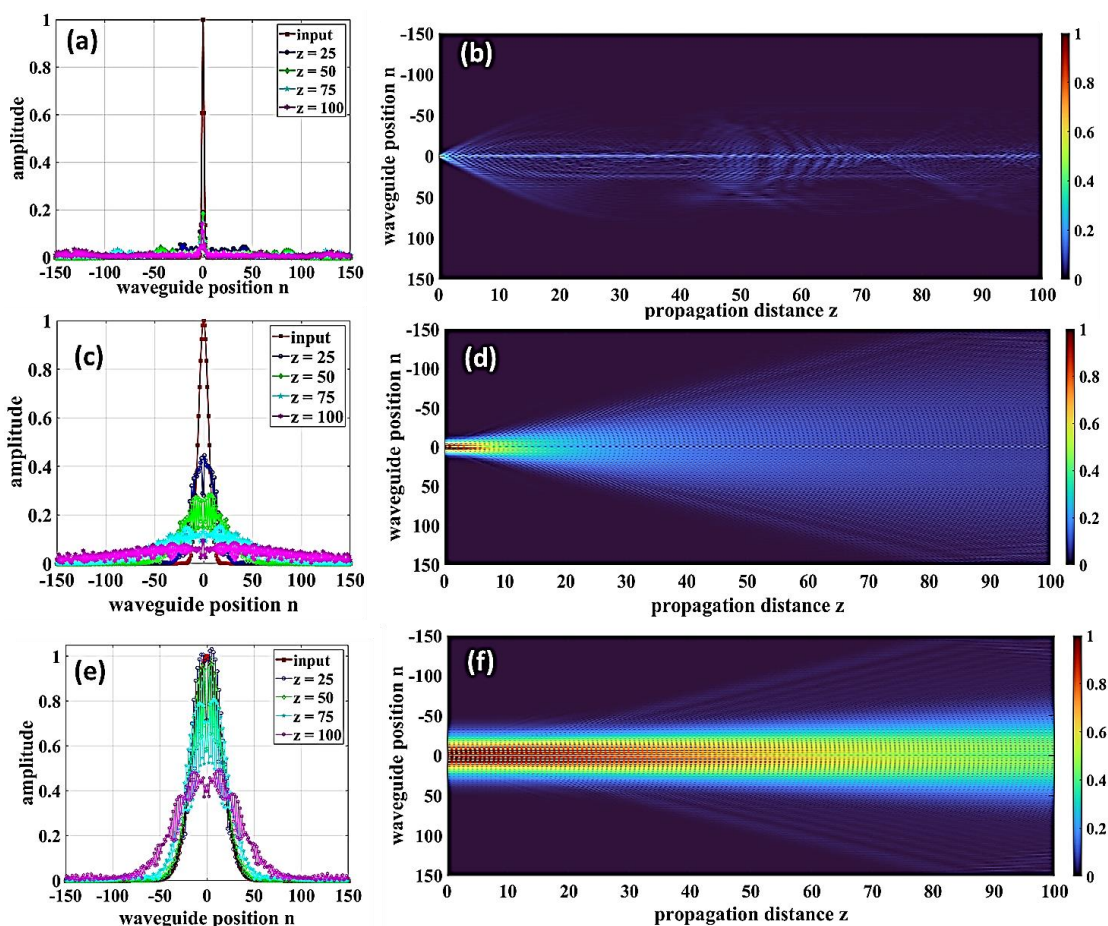 (a)
input
z = 25
z = 50
z = 75
z = 100
1
0.8
0.6
0.4
0.2
0
amplitude
-150 -100 -50 0 50 100 150
waveguide position n
(b)
-150
-100
-50
0
50
100
150
waveguide position n
0 10 20 30 40 50 60 70 80 90 100
propagation distance z
1
0.8
0.6
0.4
0.2
0
(c)
input
z = 25
z = 50
z = 75
z = 100
1
0.8
0.6
0.4
0.2
0
amplitude
-150 -100 -50 0 50 100 150
waveguide position n
(d)
-150
-100
-50
0
50
100
150
waveguide position n
0 10 20 30 40 50 60 70 80 90 100
propagation distance z
1
0.8
0.6
0.4
0.2
0
(e)
input
z = 25
z = 50
z = 75
z = 100
1
0.8
0.6
0.4
0.2
0
amplitude
-150 -100 -50 0 50 100 150
waveguide position n
(f)
-150
-100
-50
0
50
100
150
waveguide position n
0 10 20 30 40 50 60 70 80 90 100
propagation distance z
1
0.8
0.6
0.4
0.2
0